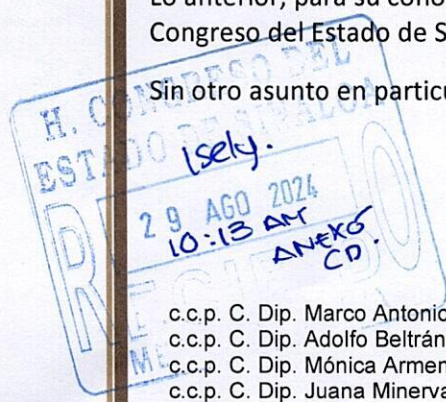 Lo anterior, para su
Congreso del Estado de S
Sin otro asunto en particu
H. CONGRESO DEL
ESTADO DE SINALOA
Isely.
29 AGO 2024
10:13 AM
ANEXÓ
CD.
RECIBIDO
c.c.p. C. Dip. Marco Antonio
c.c.p. C. Dip. Adolfo Beltrán
c.c.p. C. Dip. Mónica Armen
c.c.p. C. Dip. Juana Minerva